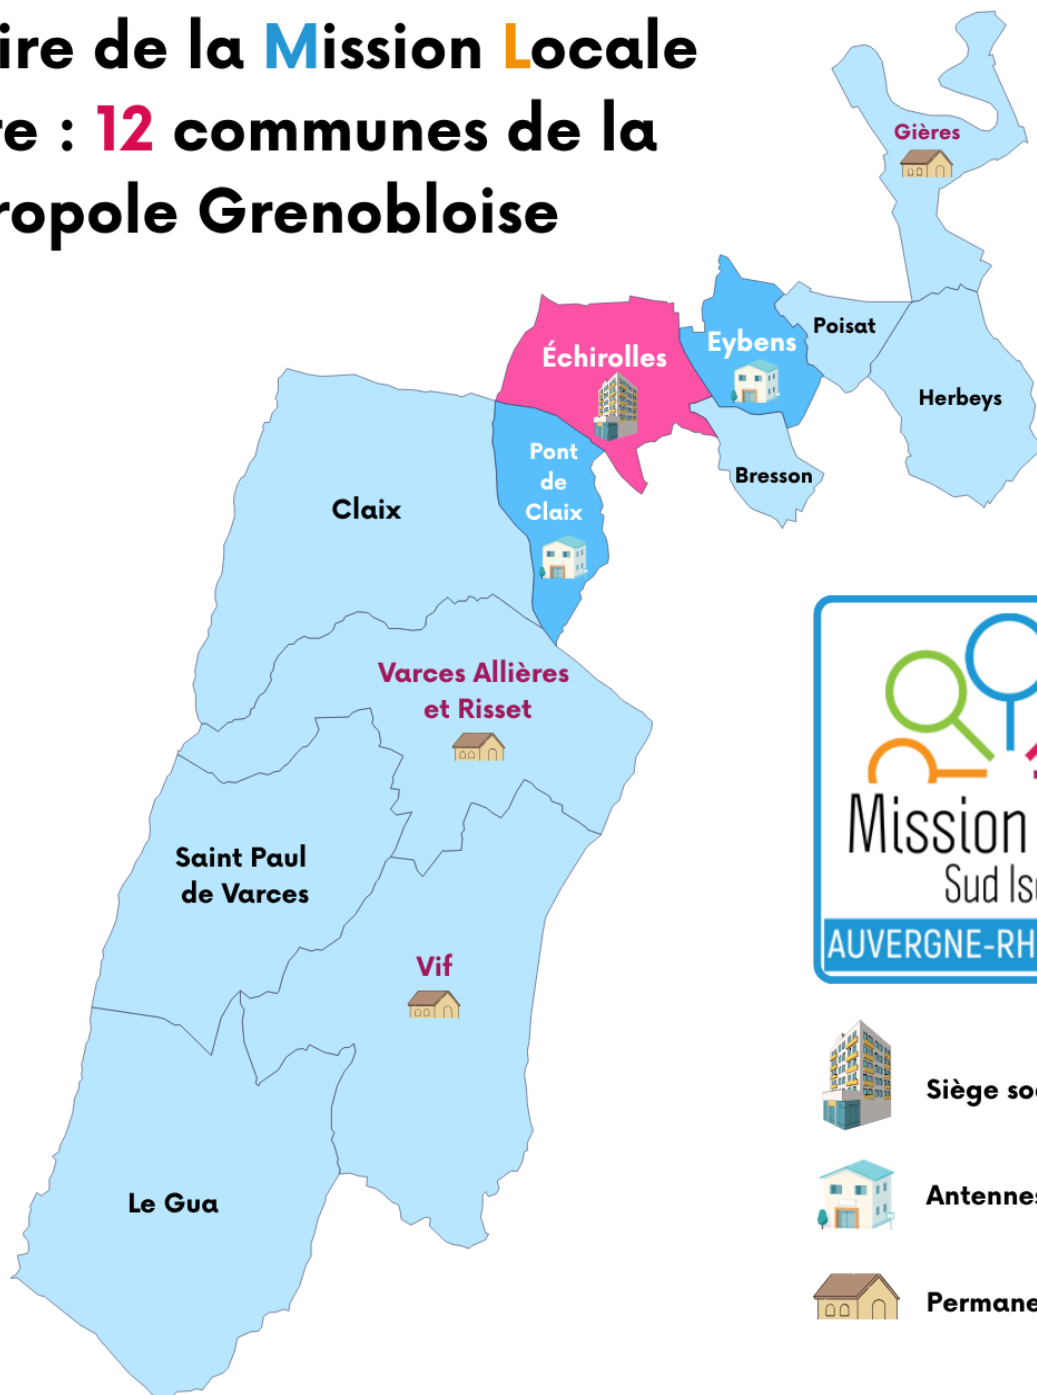 ire de la Mission Locale
re : 12 communes de la
ropole Grenobloise
Gières
Poisat
Eybens
Échirolles
Herbeys
Pont
de
Claix
Bresson
Claix
Varces Allières
et Risset
Saint Paul
de Varces
Vif
Le Gua
Mission
Sud Is
AUVERGNE-RH
Siège so
Antennes
Permane